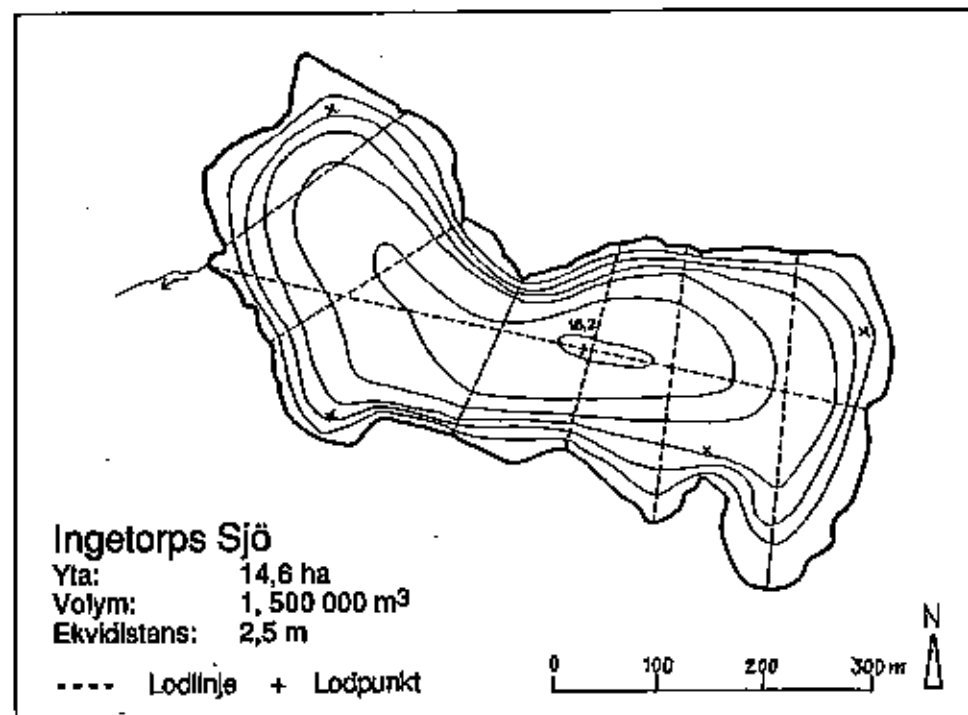 16,2
Ingetorps Sjö
Yta: 14,6 ha
Volym: 1, 500 000 m³
Ekvidistans: 2,5 m
---- Lodlinje + Lodpunkt
0 100 200 300 m
N